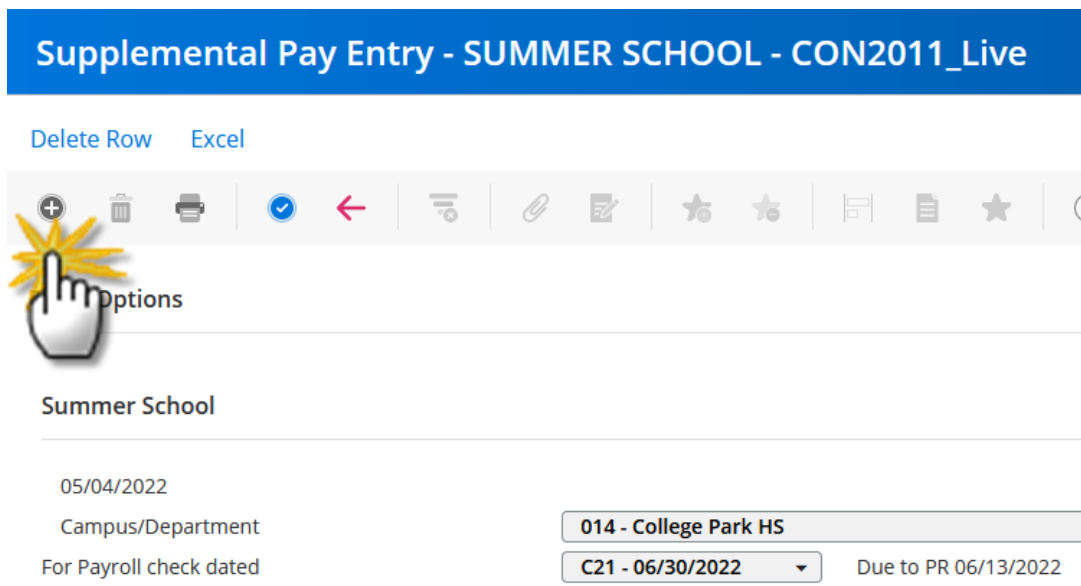 Supplemental Pay Entry - SUMMER SCHOOL - CON2011_Live
Delete Row Excel
Options
Summer School
05/04/2022
Campus/Department 014 - College Park HS
For Payroll check dated C21 - 06/30/2022 Due to PR 06/13/2022